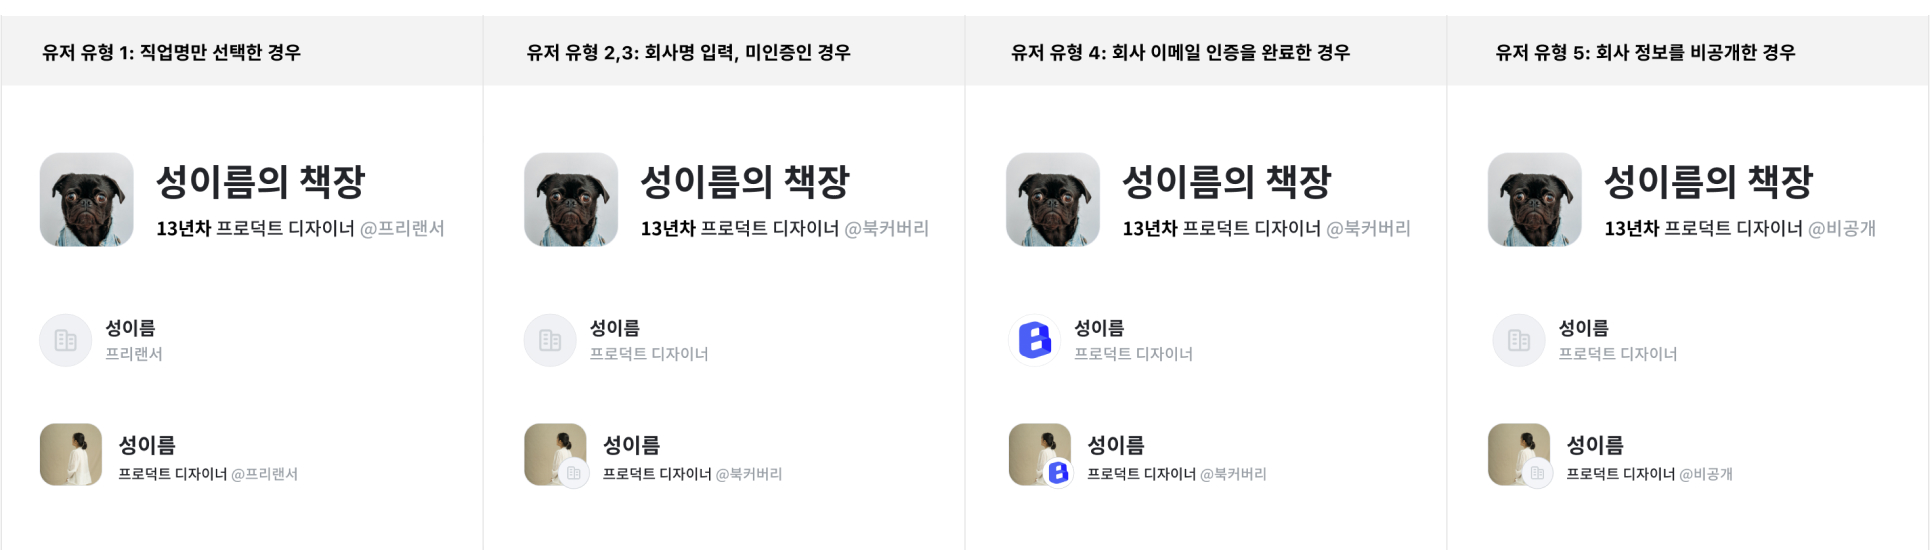 유저 유형 1: 직업명만 선택한 경우
성이름의 책장
13년차 프로덕트 디자이너 @프리랜서
성이름
프리랜서
성이름
프로덕트 디자이너 @프리랜서
유저 유형 2,3: 회사명 입력, 미인증인 경우
성이름의 책장
13년차 프로덕트 디자이너 @북커버리
성이름
프로덕트 디자이너
성이름
프로덕트 디자이너 @북커버리
유저 유형 4: 회사 이메일 인증을 완료한 경우
성이름의 책장
13년차 프로덕트 디자이너 @북커버리
성이름
프로덕트 디자이너
성이름
프로덕트 디자이너 @북커버리
유저 유형 5: 회사 정보를 비공개한 경우
성이름의 책장
13년차 프로덕트 디자이너 @비공개
성이름
프로덕트 디자이너
성이름
프로덕트 디자이너 @비공개